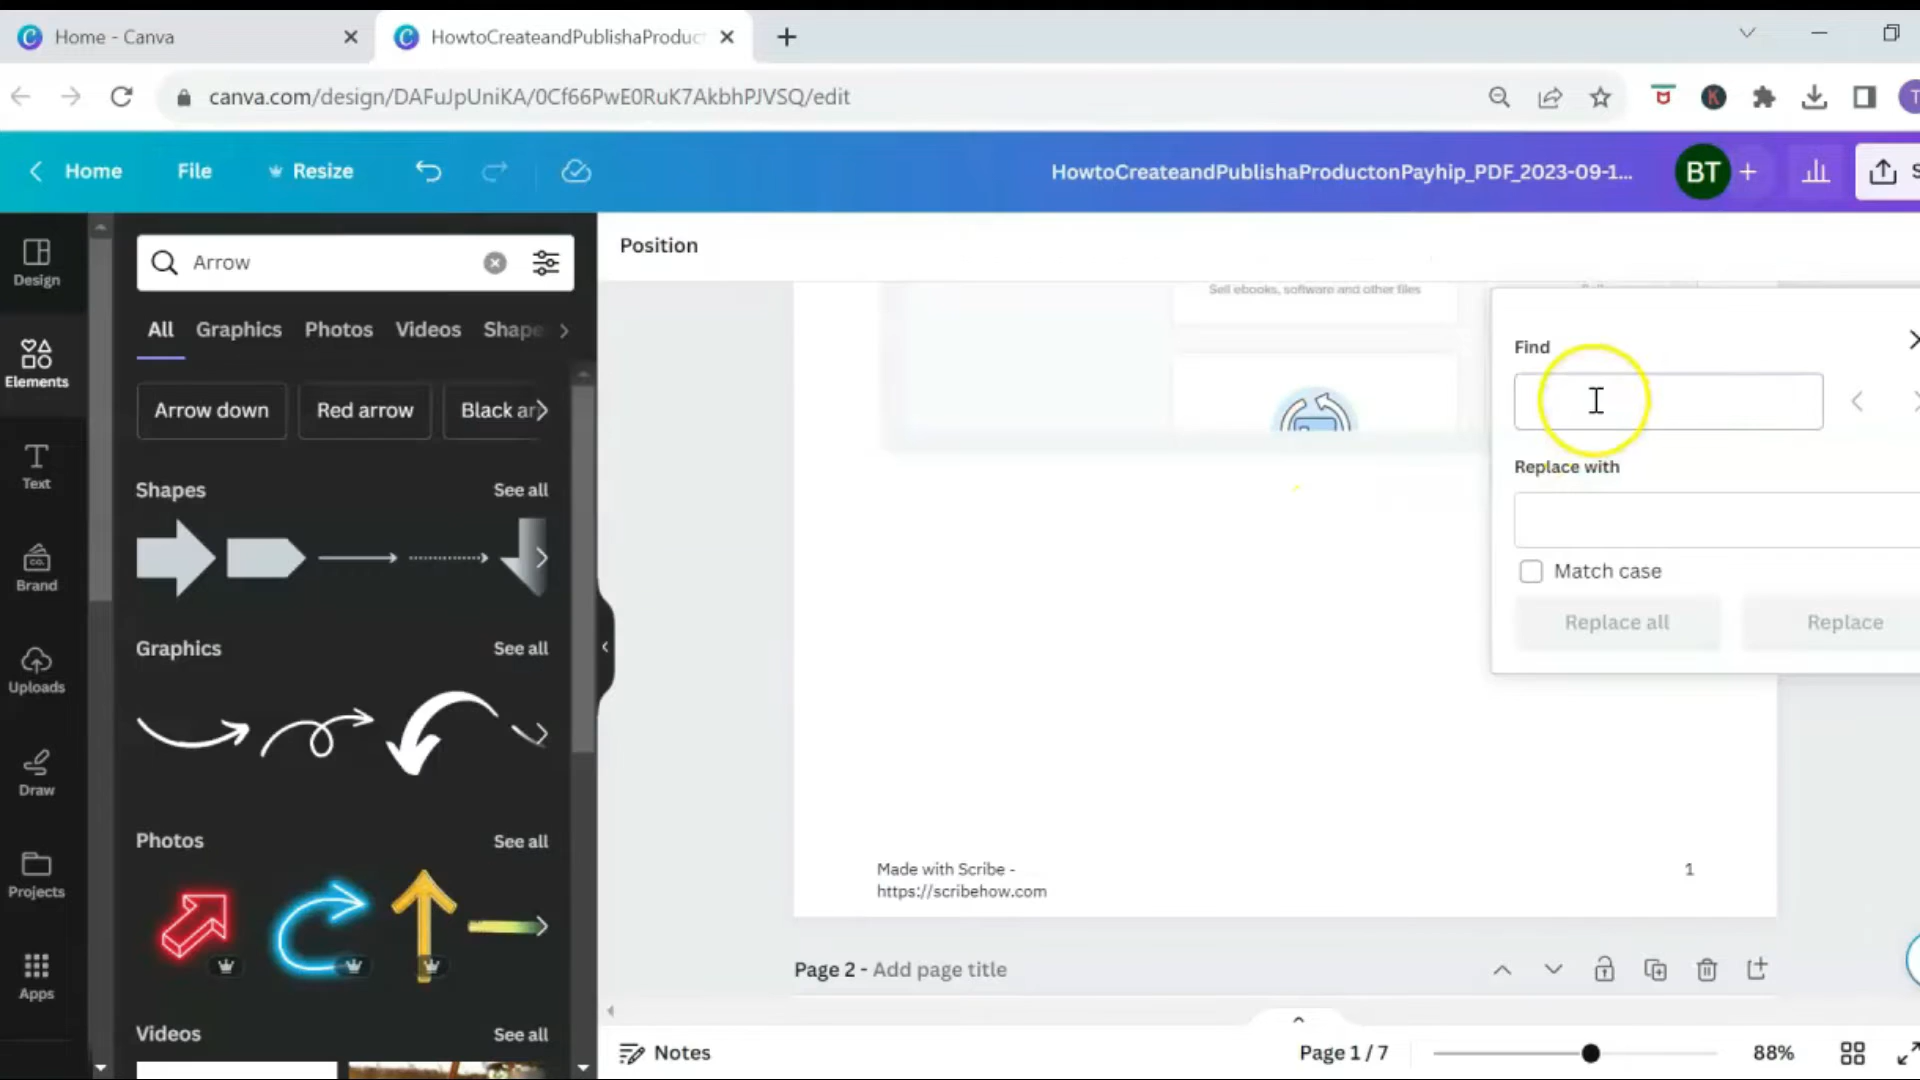 Home - Canva
HowtoCreateandPublishaProduc
canva.com/design/DAFuJpUniKA/0Cf66PwE0RuK7AkbhPJVSQ/edit
Home
File
Resize
HowtoCreateandPublishaProductonPayhip_PDF_2023-09-1...
BT
Design
Elements
Text
Brand
Uploads
Draw
Projects
Apps
Arrow
All Graphics Photos Videos Shape
Arrow down Red arrow Black ar
Shapes See all
Graphics See all
Photos See all
Videos See all
Position
Sell ebooks, software and other files
Find
Replace with
Match case
Replace all Replace
Made with Scribe -
https://scribehow.com
1
Page 2 - Add page title
Notes
Page 1 / 7
88%